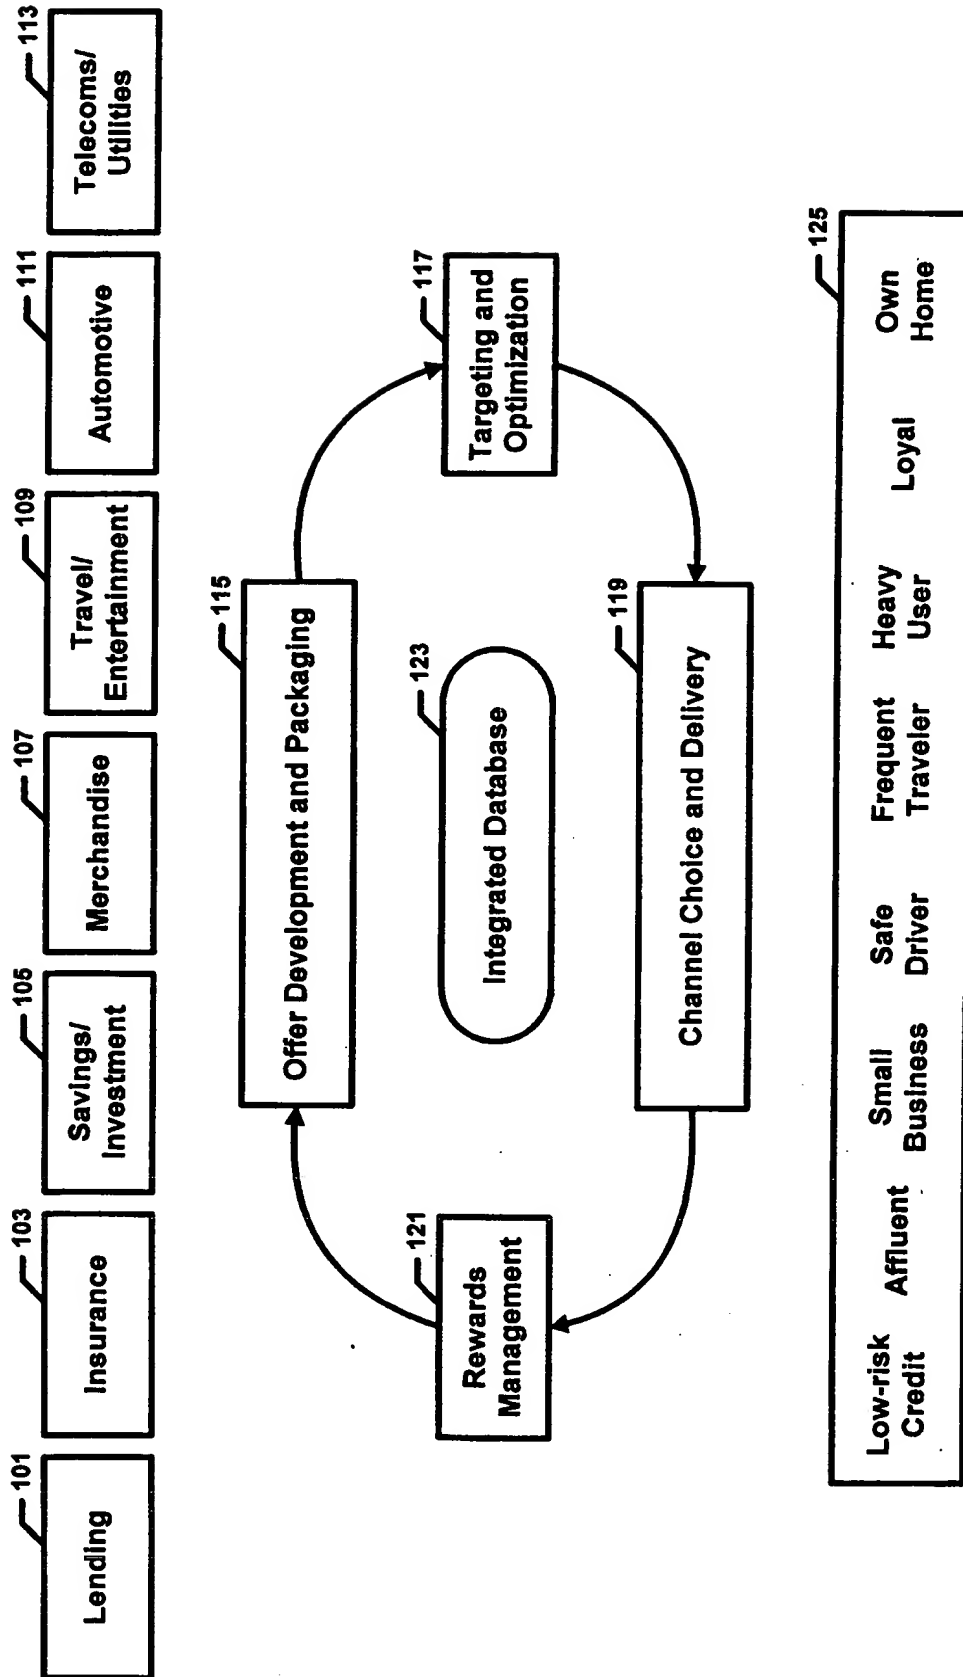 101
Lending
103
Insurance
105
Savings/
Investment
107
Merchandise
109
Travel/
Entertainment
111
Automotive
113
Telecoms/
Utilities
115
Offer Development and Packaging
121
Rewards
Management
123
Integrated Database
117
Targeting and
Optimization
119
Channel Choice and Delivery
125
Low-risk
Credit
Affluent
Small
Business
Safe
Driver
Frequent
Traveler
Heavy
User
Loyal
Own
Home